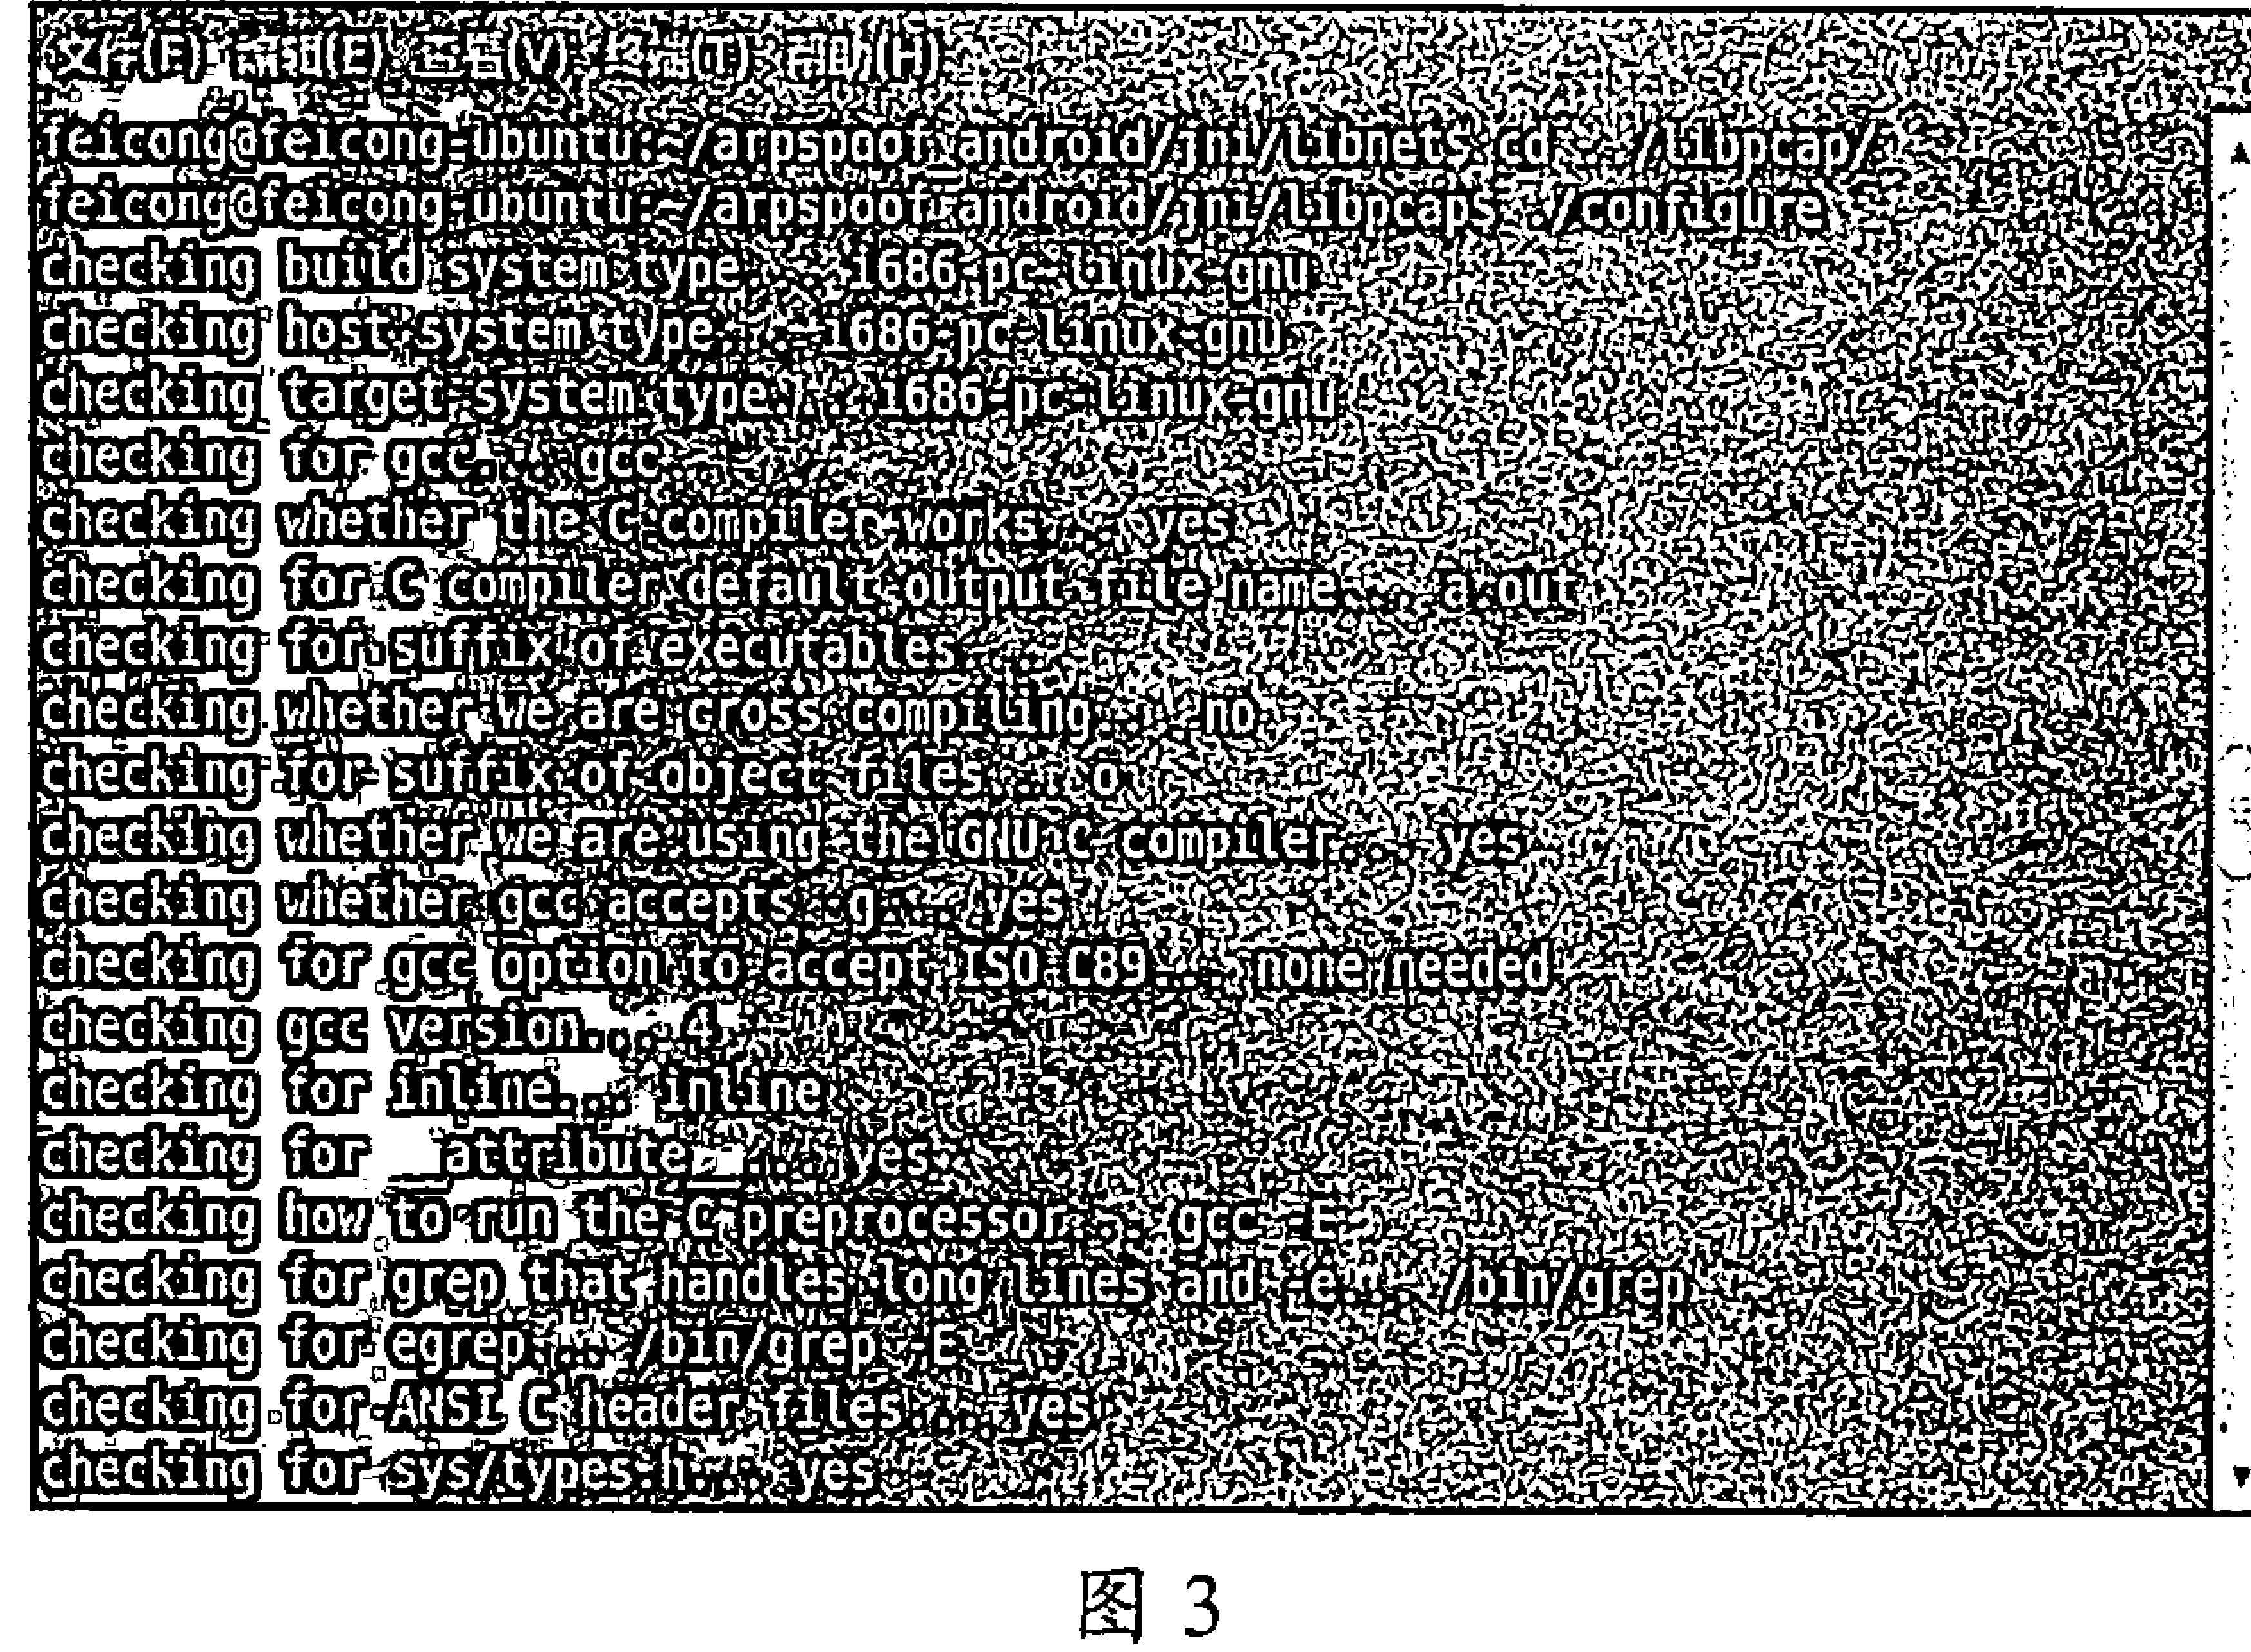 文件(F) 编辑(E) 查看(V) 终端(T) 帮助(H)
feicong@feicong-ubuntu:~/arpspoof_android/jni/libnet$ cd ../libpcap/
feicong@feicong-ubuntu:~/arpspoof_android/jni/libpcap$ ./configure
checking build system type... i686-pc-linux-gnu
checking host system type... i686-pc-linux-gnu
checking target system type... i686-pc-linux-gnu
checking for gcc... gcc
checking whether the C compiler works... yes
checking for C compiler default output file name... a.out
checking for suffix of executables...
checking whether we are cross compiling... no
checking for suffix of object files... o
checking whether we are using the GNU C compiler... yes
checking whether gcc accepts -g... yes
checking for gcc option to accept ISO C89... none needed
checking gcc version... 4
checking for inline... inline
checking for __attribute__... yes
checking how to run the C preprocessor... gcc -E
checking for grep that handles long lines and -e... /bin/grep
checking for egrep... /bin/grep -E
checking for ANSI C header files... yes
checking for sys/types.h... yes
图 3